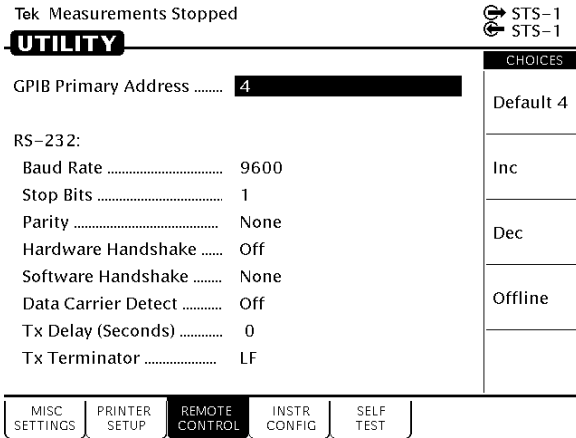 Tek Measurements Stopped
STS-1
STS-1
UTILITY
CHOICES
GPIB Primary Address ........ 4
Default 4
RS-232:
Baud Rate .............................. 9600
Inc
Stop Bits ................................. 1
Parity ...................................... None
Dec
Hardware Handshake ...... Off
Software Handshake ........ None
Offline
Data Carrier Detect ........... Off
Tx Delay (Seconds) ............ 0
Tx Terminator ................... LF
MISC SETTINGS
PRINTER SETUP
REMOTE CONTROL
INSTR CONFIG
SELF TEST